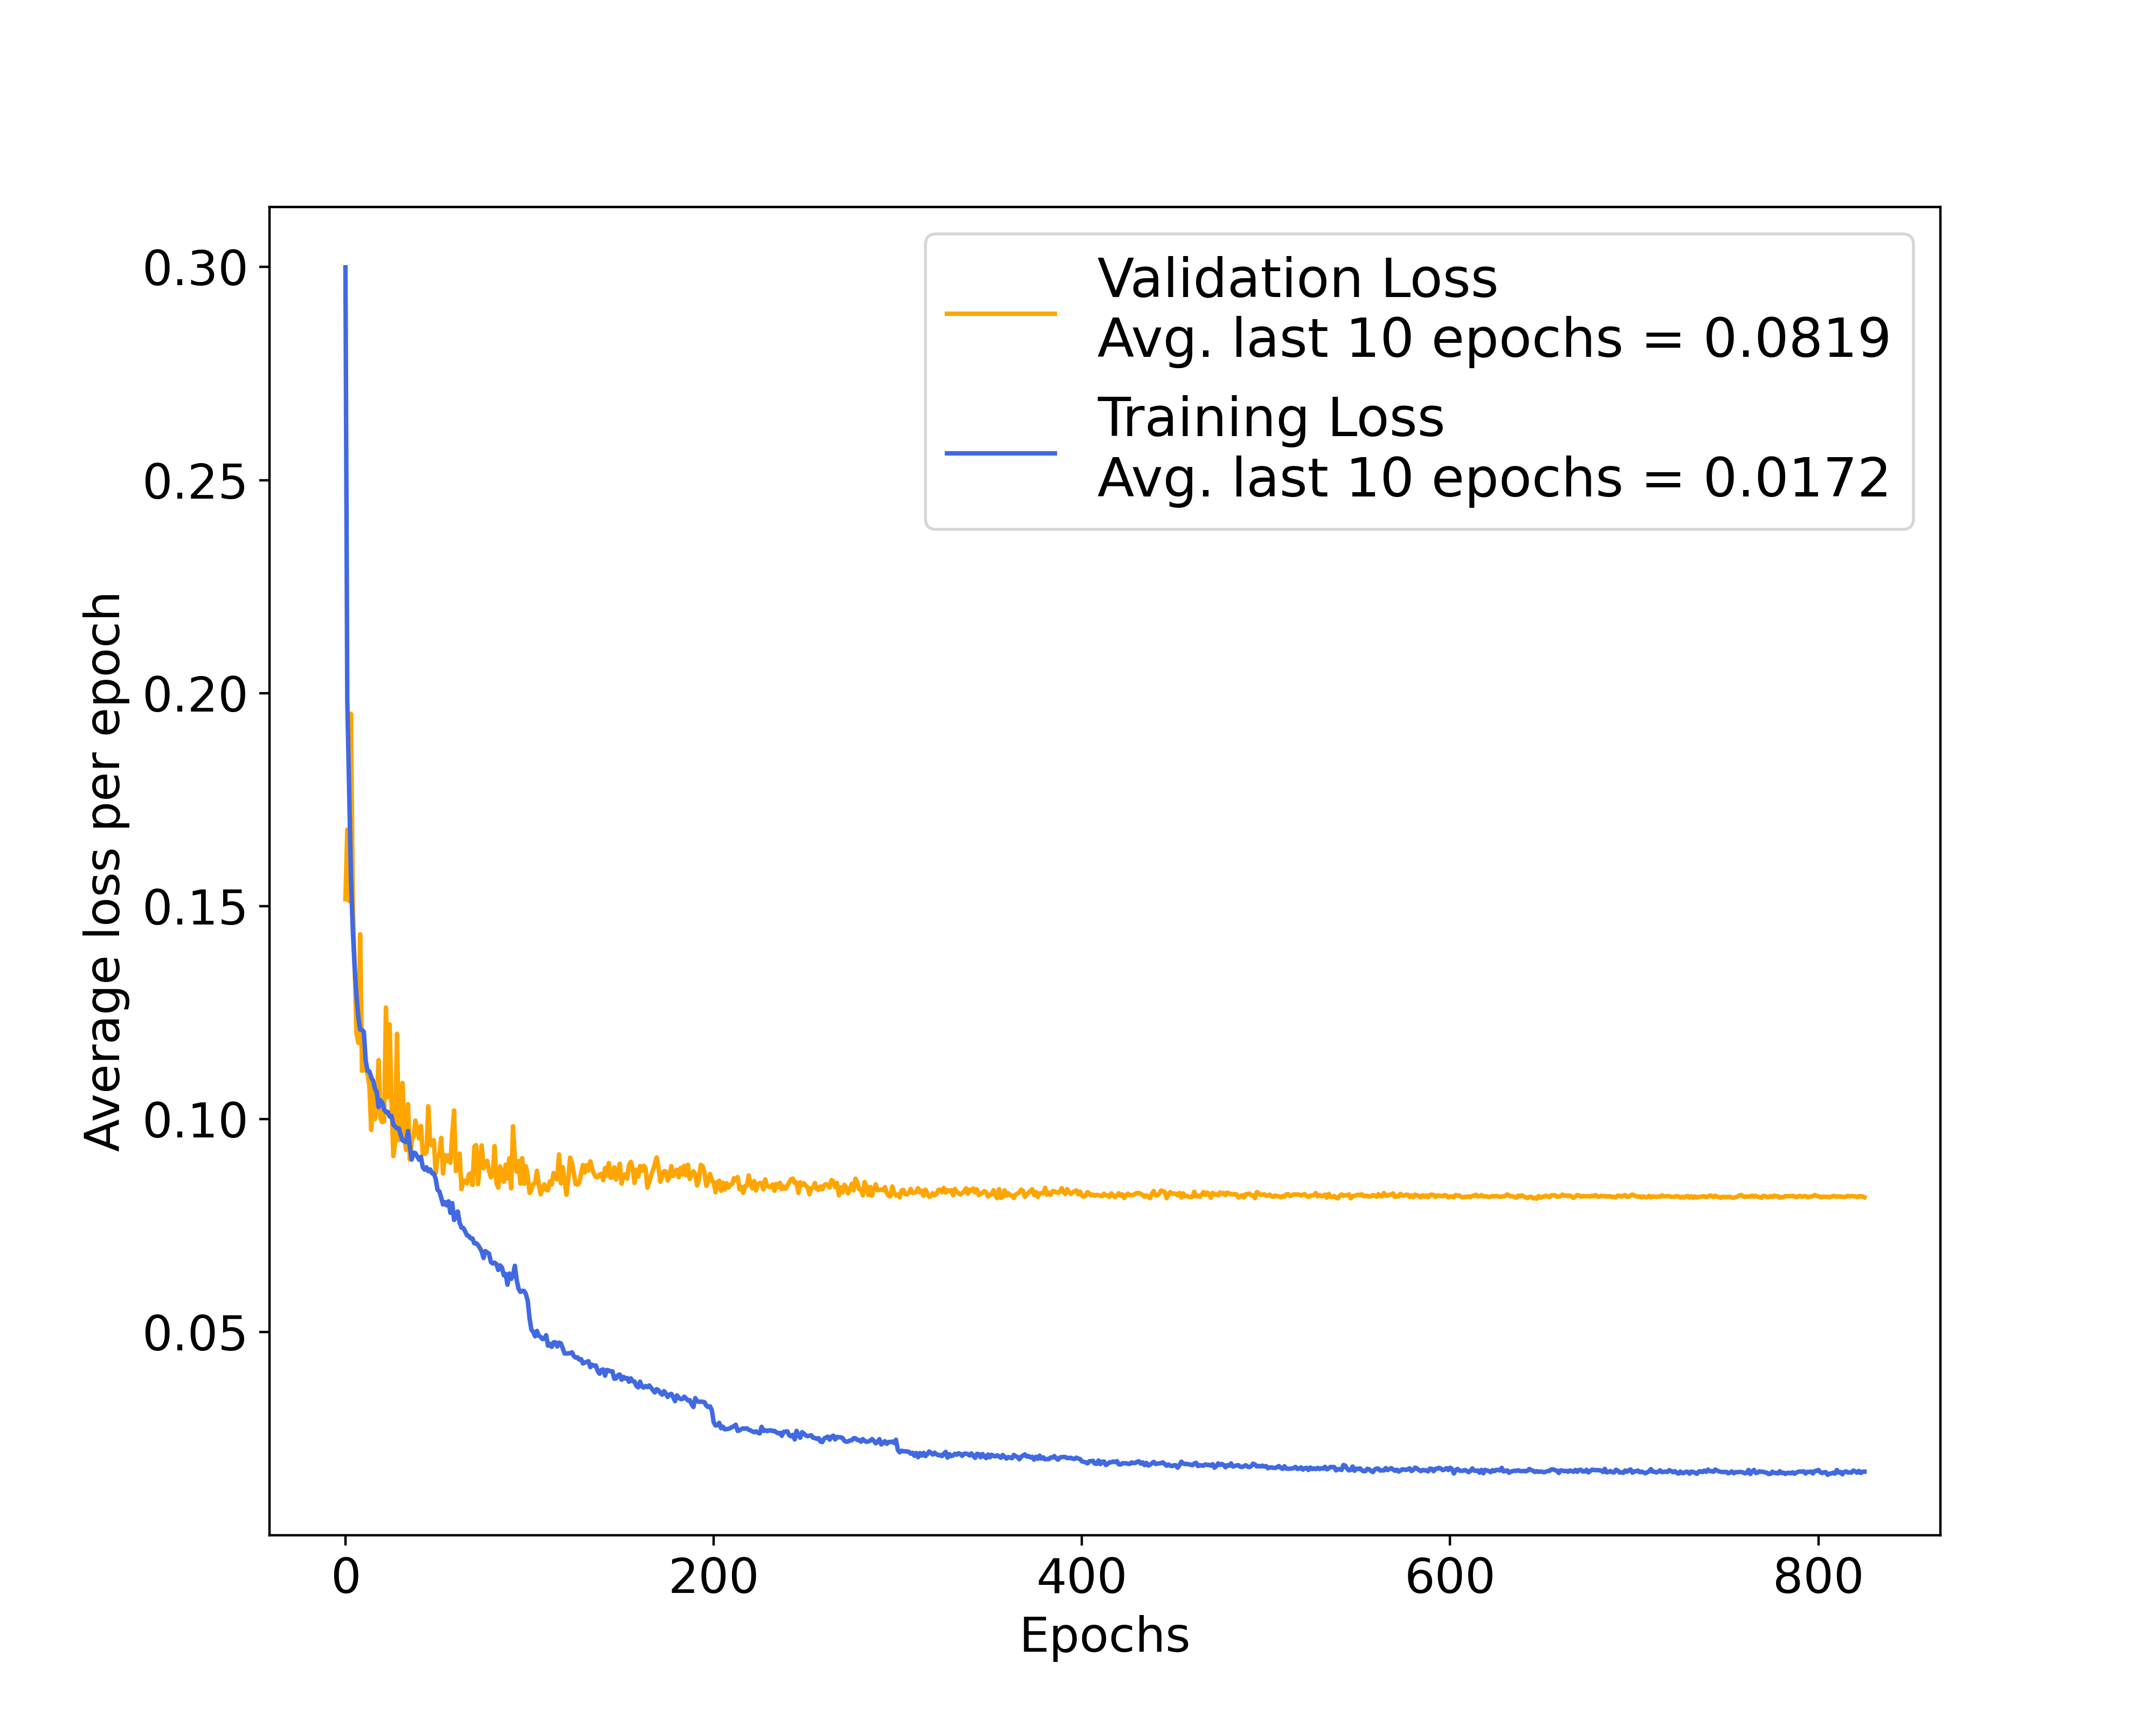 Validation Loss
Avg. last 10 epochs = 0.0819
Training Loss
Avg. last 10 epochs = 0.0172
Average loss per epoch
0.30
0.25
0.20
0.15
0.10
0.05
0
200
400
600
800
Epochs